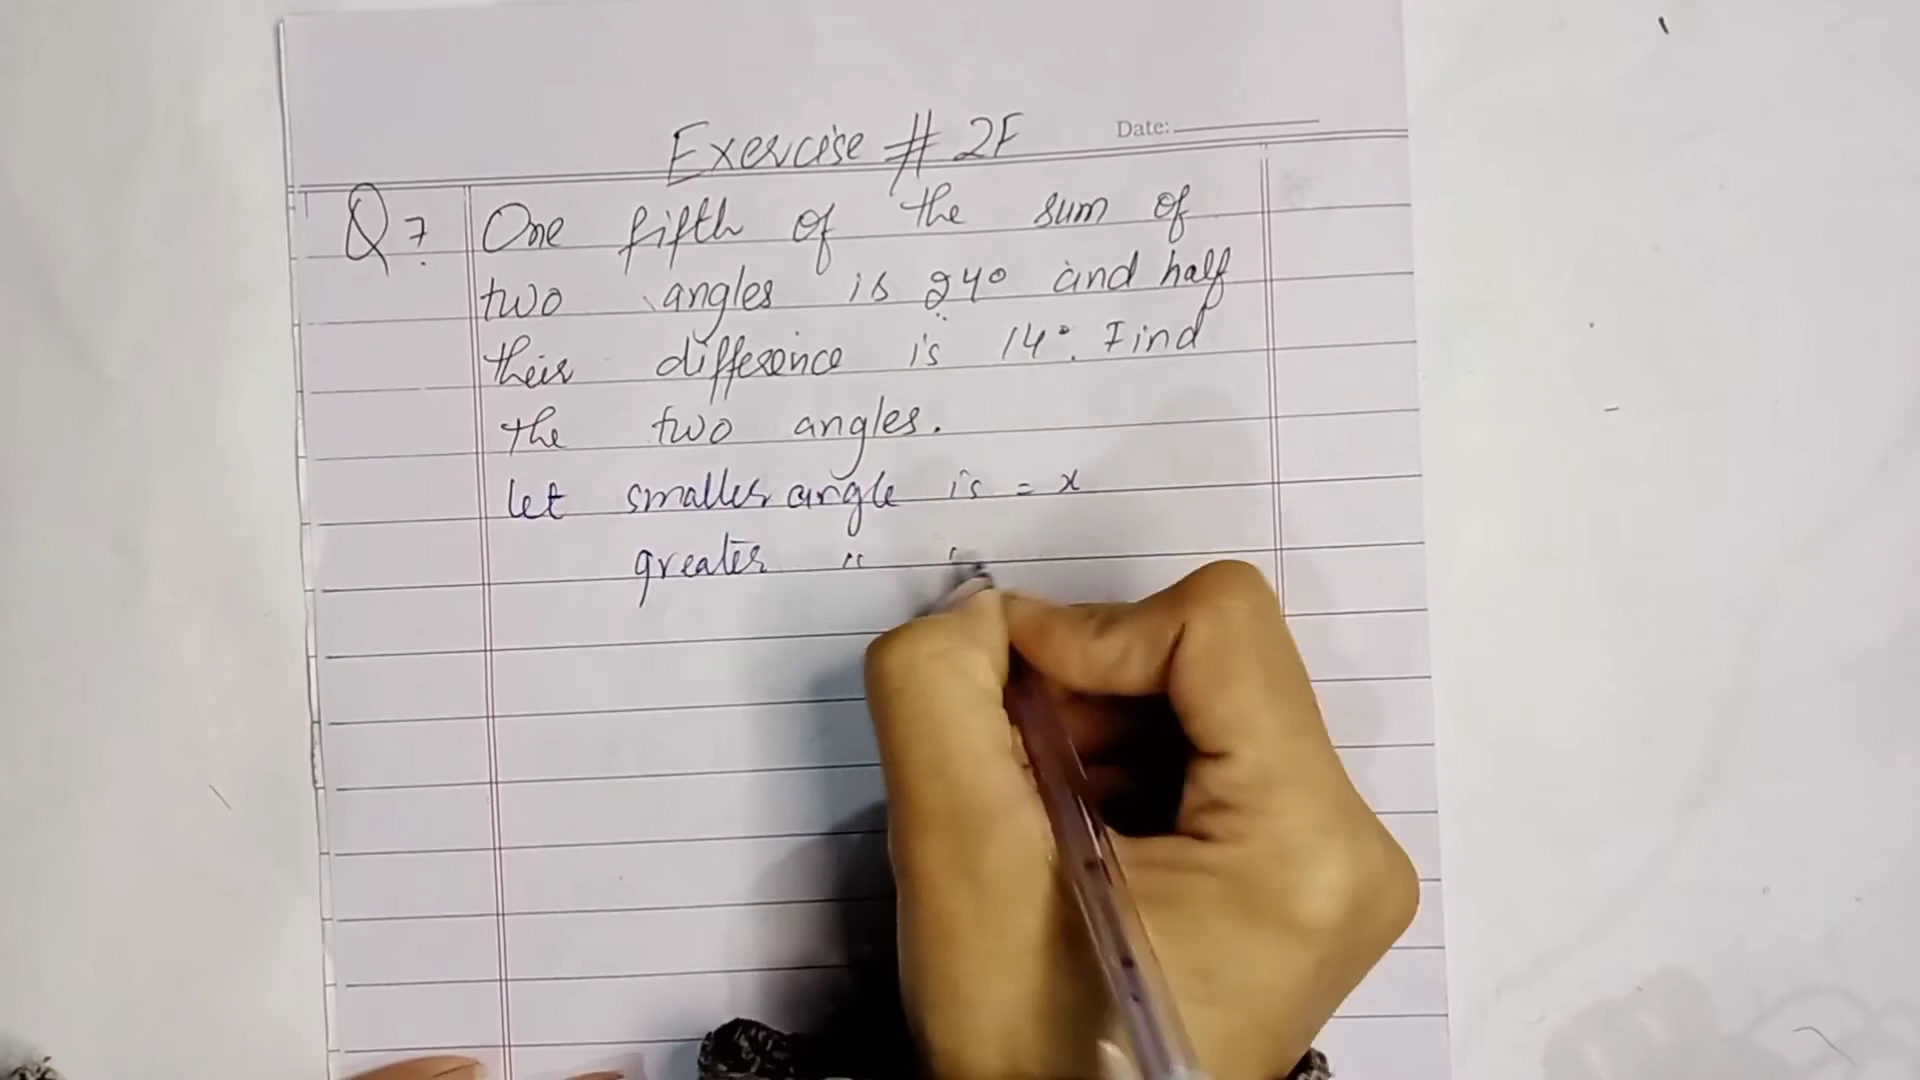 Exercise # 2F
Date:
Q7. One fifth of the sum of
two angles is 24° and half
their difference is 14°. Find
the two angles.
let smaller angle is = x
greater " i